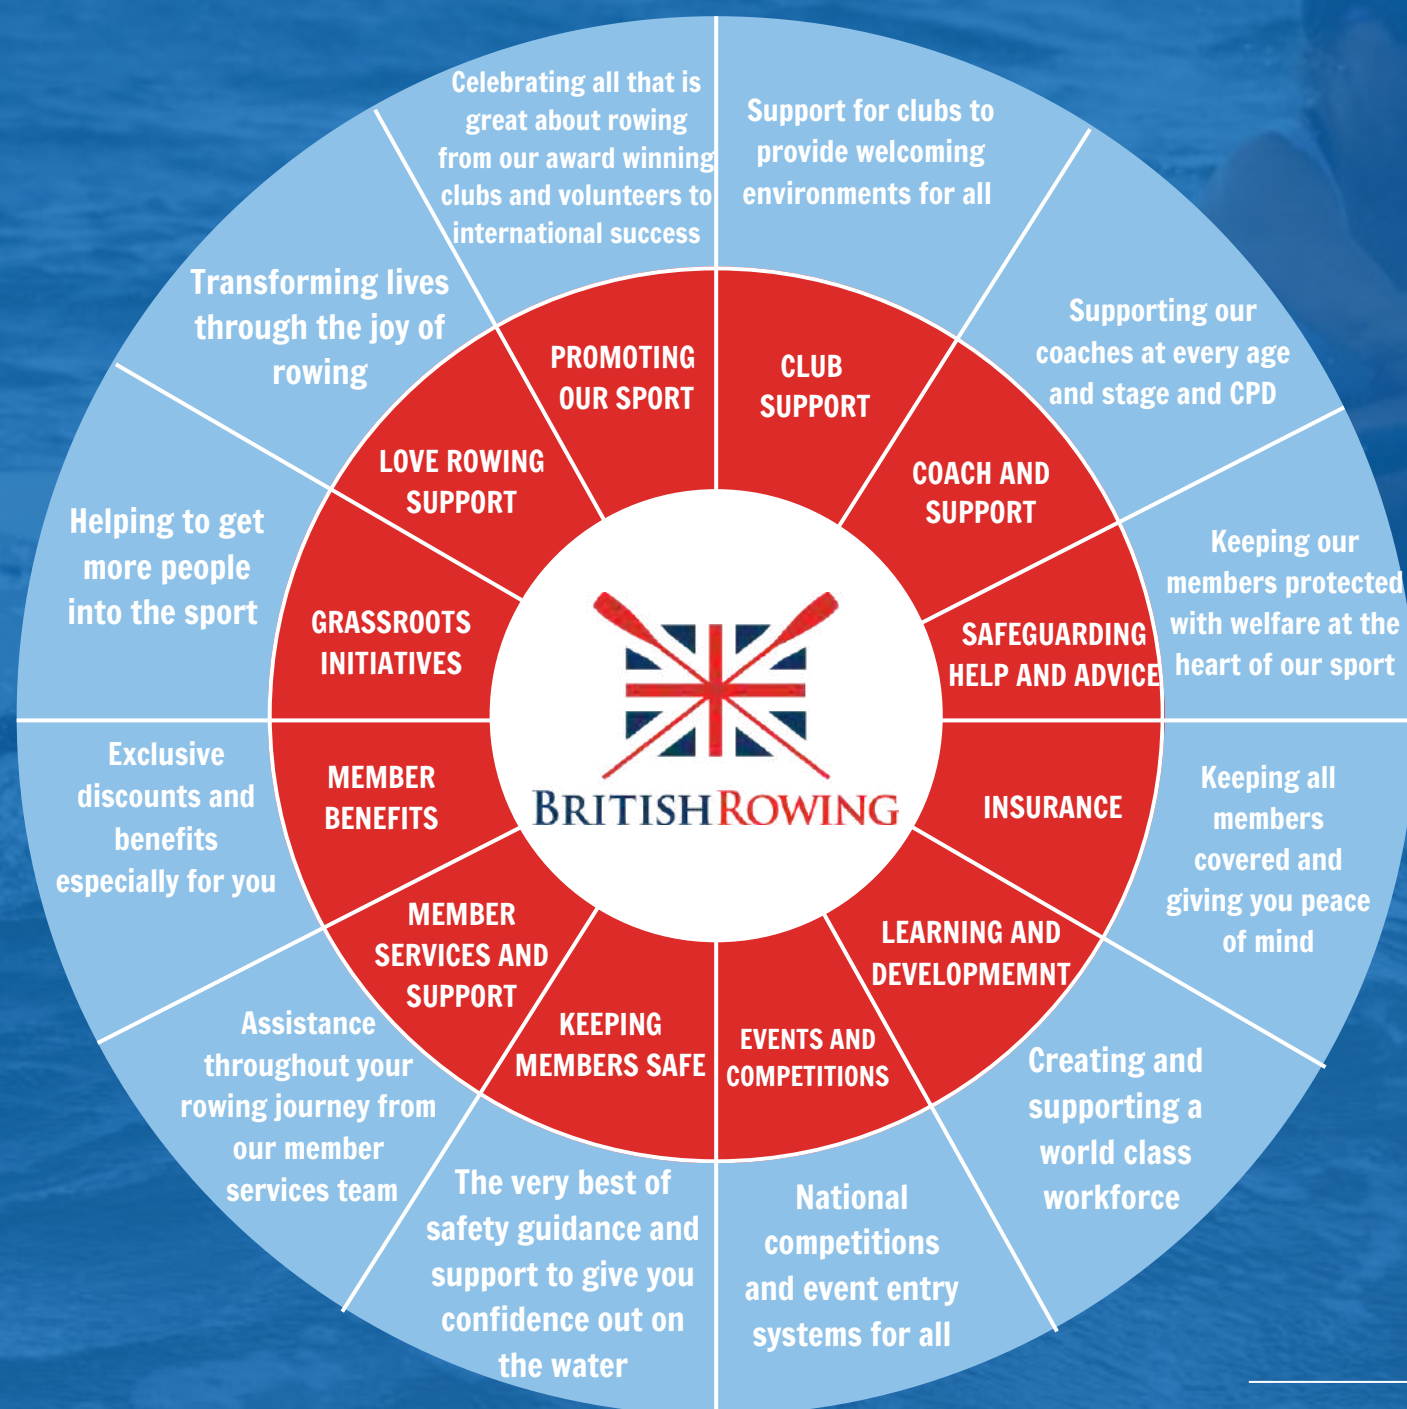 Celebrating all that is
great about rowing
from our award winning
clubs and volunteers to
international success
Support for clubs to
provide welcoming
environments for all
Supporting our
coaches at every age
and stage and CPD
Keeping our
members protected
with welfare at the
heart of our sport
Keeping all
members
covered and
giving you peace
of mind
Creating and
supporting a
world class
workforce
National
competitions
and event entry
systems for all
The very best of
safety guidance and
support to give you
confidence out on
the water
Assistance
throughout your
rowing journey from
our member
services team
Exclusive
discounts and
benefits
especially for you
Helping to get
more people
into the sport
Transforming lives
through the joy of
rowing
PROMOTING
OUR SPORT
CLUB
SUPPORT
COACH AND
SUPPORT
SAFEGUARDING
HELP AND ADVICE
INSURANCE
LEARNING AND
DEVELOPMEMNT
EVENTS AND
COMPETITIONS
KEEPING
MEMBERS SAFE
MEMBER
SERVICES AND
SUPPORT
MEMBER
BENEFITS
GRASSROOTS
INITIATIVES
LOVE ROWING
SUPPORT
BRITISH ROWING